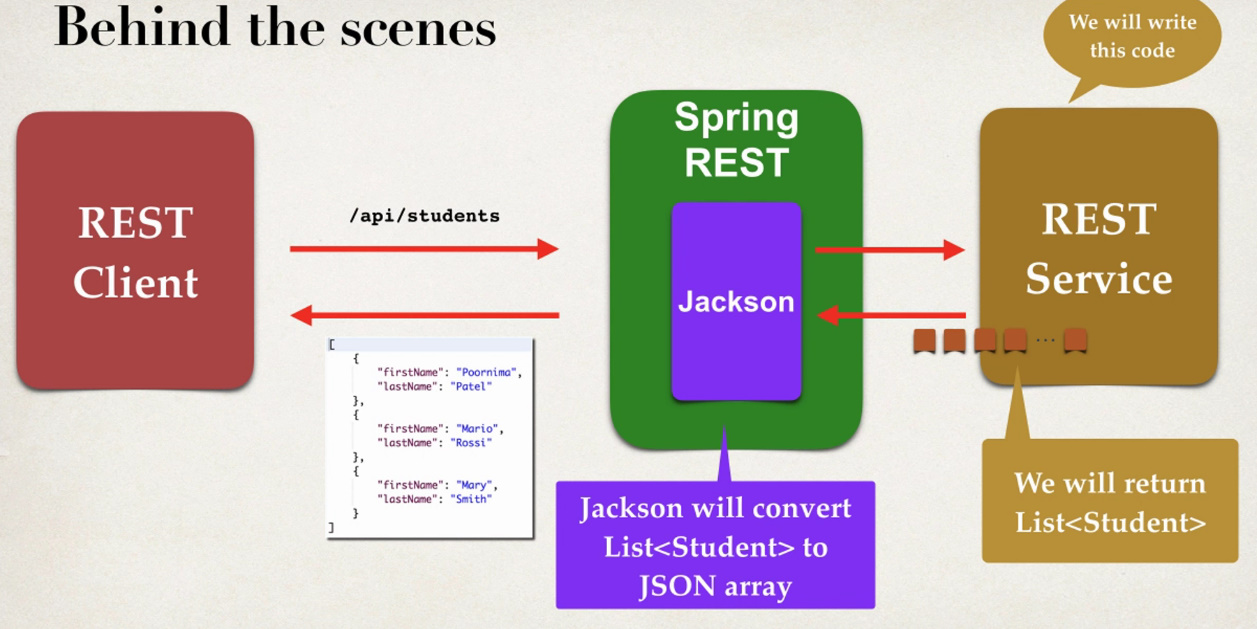 Behind the scenes
We will write
this code
REST
Client
/api/students
Spring
REST
Jackson
REST
Service
...
[
{
"firstName": "Poornima",
"lastName": "Patel"
},
{
"firstName": "Mario",
"lastName": "Rossi"
},
{
"firstName": "Mary",
"lastName": "Smith"
}
]
Jackson will convert
List<Student> to
JSON array
We will return
List<Student>